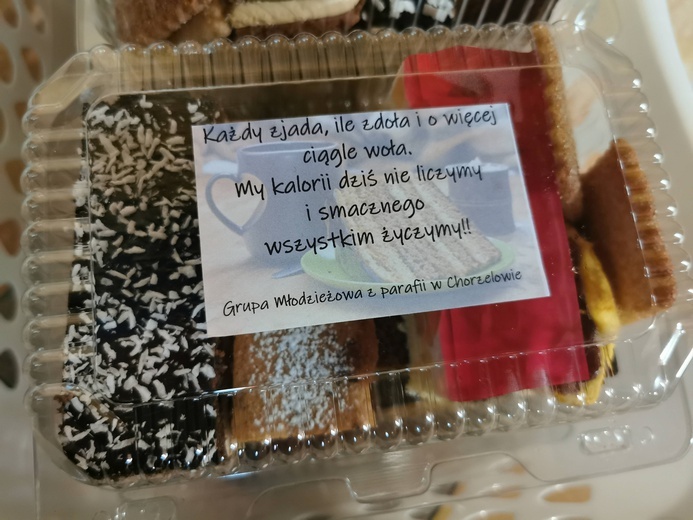 Każdy zjada, ile zdoła i o więcej
ciągle woła.
My kalorii dziś nie liczymy
i smacznego
wszystkim życzymy!!
Grupa Młodzieżowa z parafii w Chorzelowie